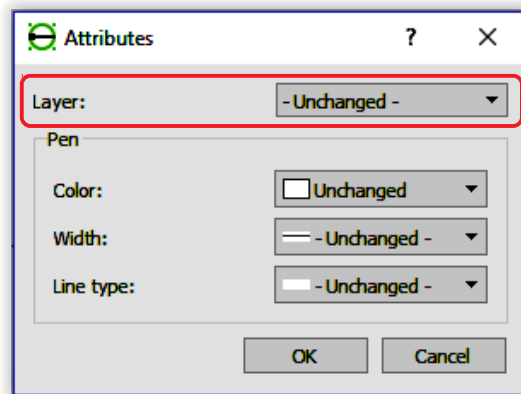 Attributes ?
Layer: - Unchanged -
Pen
Color: Unchanged
Width: - Unchanged -
Line type: - Unchanged -
OK Cancel